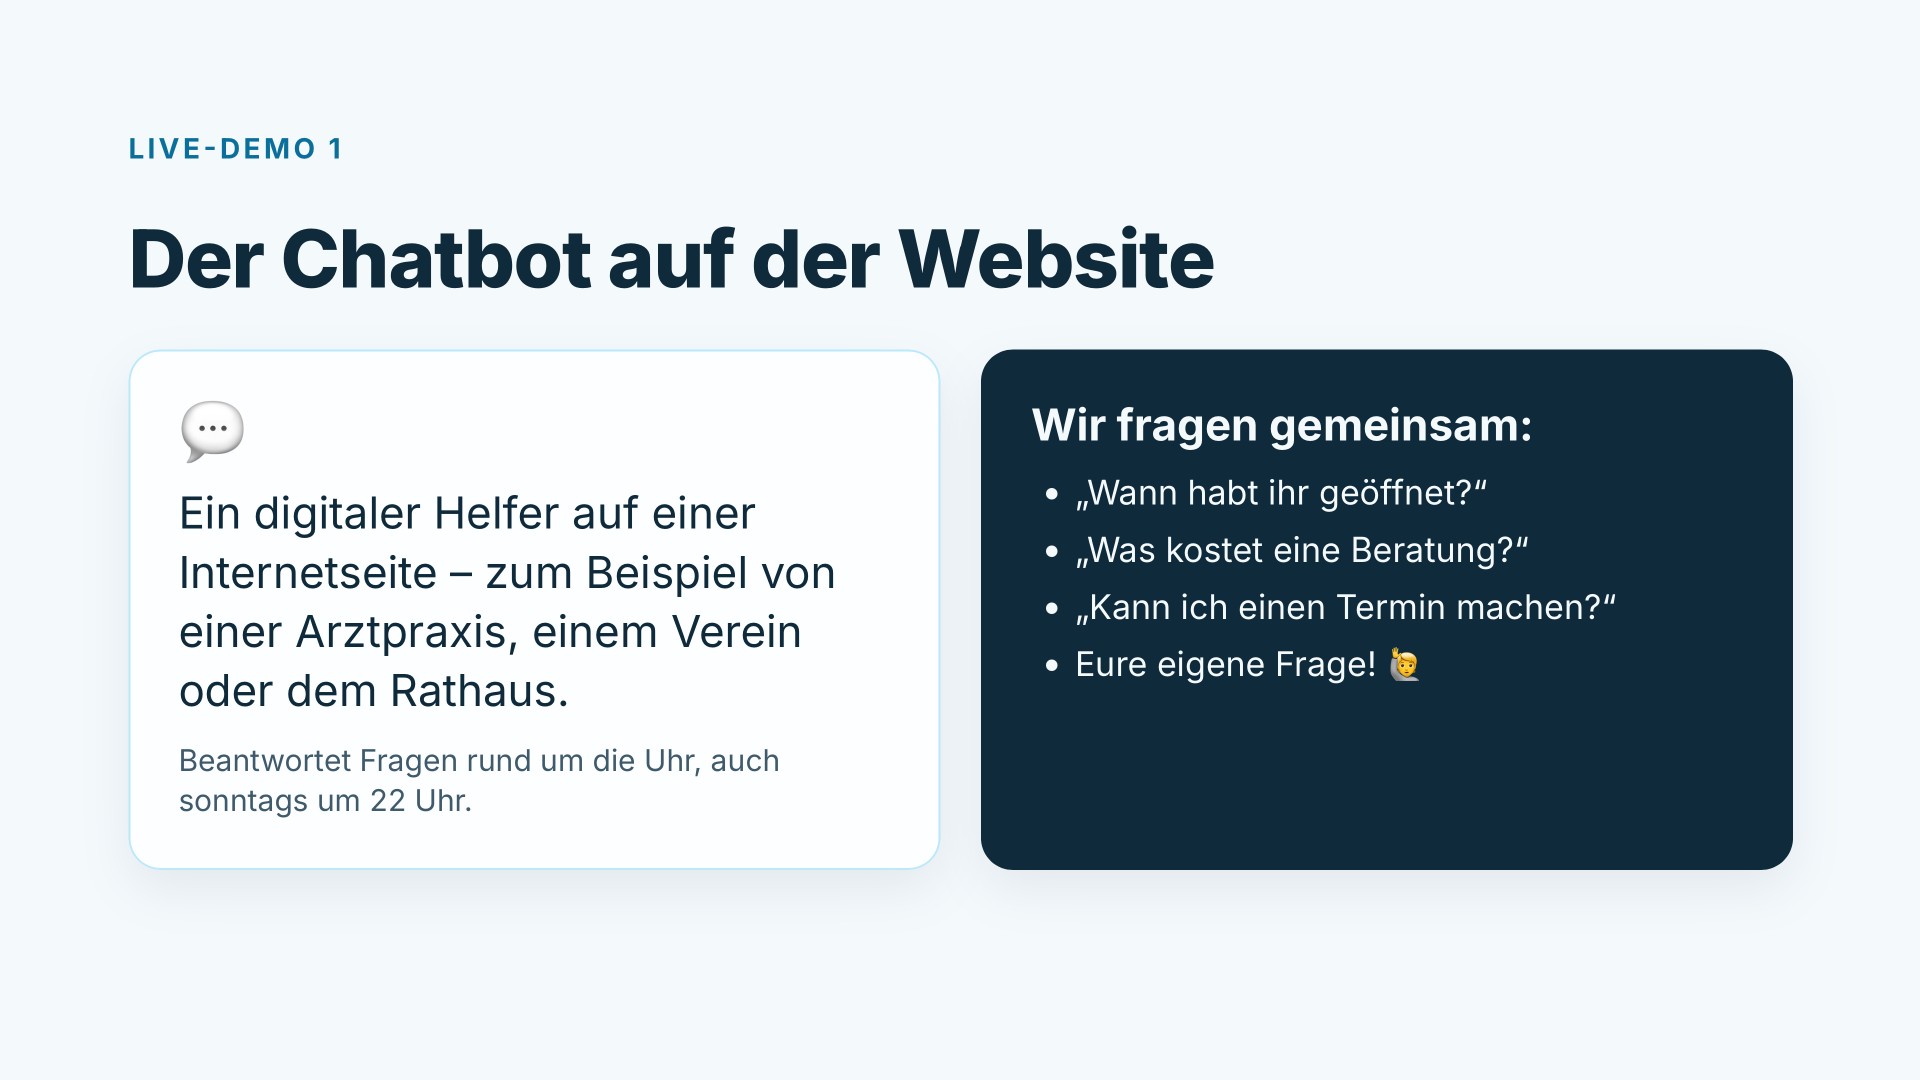 LIVE-DEMO 1
Der Chatbot auf der Website
Ein digitaler Helfer auf einer
Internetseite – zum Beispiel von
einer Arztpraxis, einem Verein
oder dem Rathaus.
Beantwortet Fragen rund um die Uhr, auch
sonntags um 22 Uhr.
Wir fragen gemeinsam:
• „Wann habt ihr geöffnet?“
• „Was kostet eine Beratung?“
• „Kann ich einen Termin machen?“
• Eure eigene Frage! 🙋